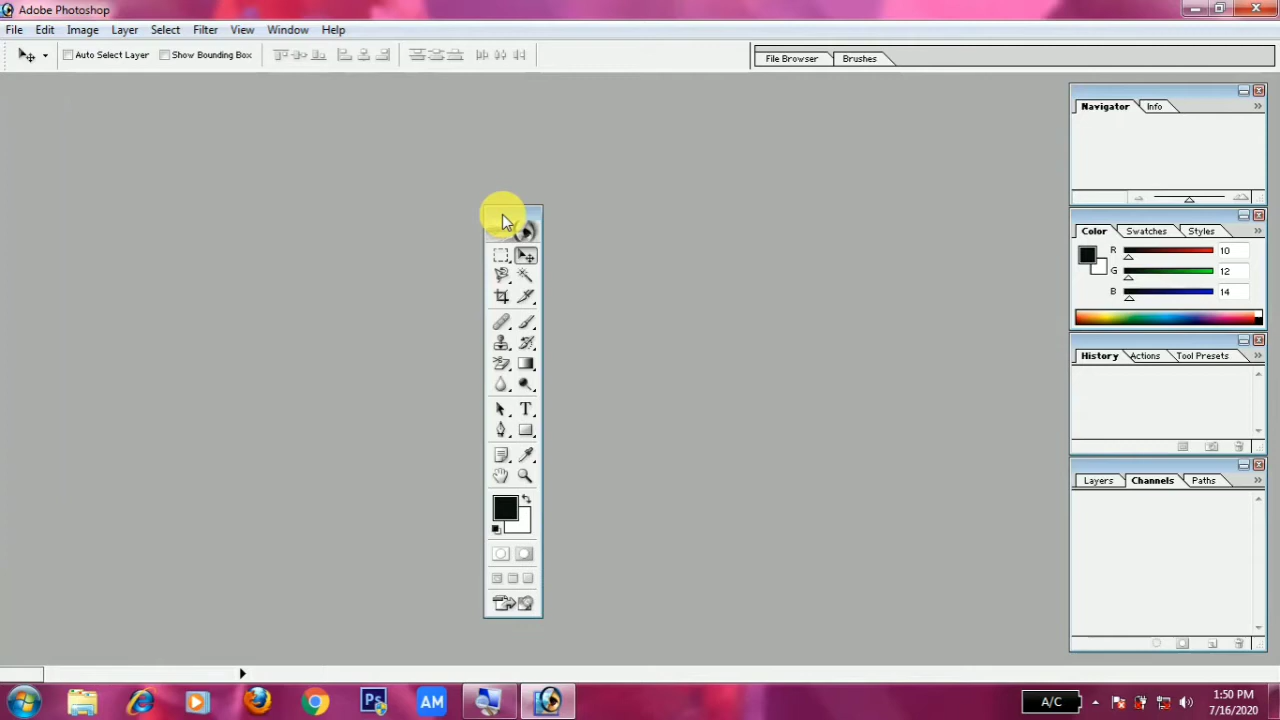 Adobe Photoshop
File Edit Image Layer Select Filter View Window Help
Auto Select Layer Show Bounding Box File Browser Brushes
Navigator Info
Color Swatches Styles
R 10
G 12
B 14
History Actions Tool Presets
T
Layers Channels Paths
Ps AM A/C 1:50 PM
7/16/2020